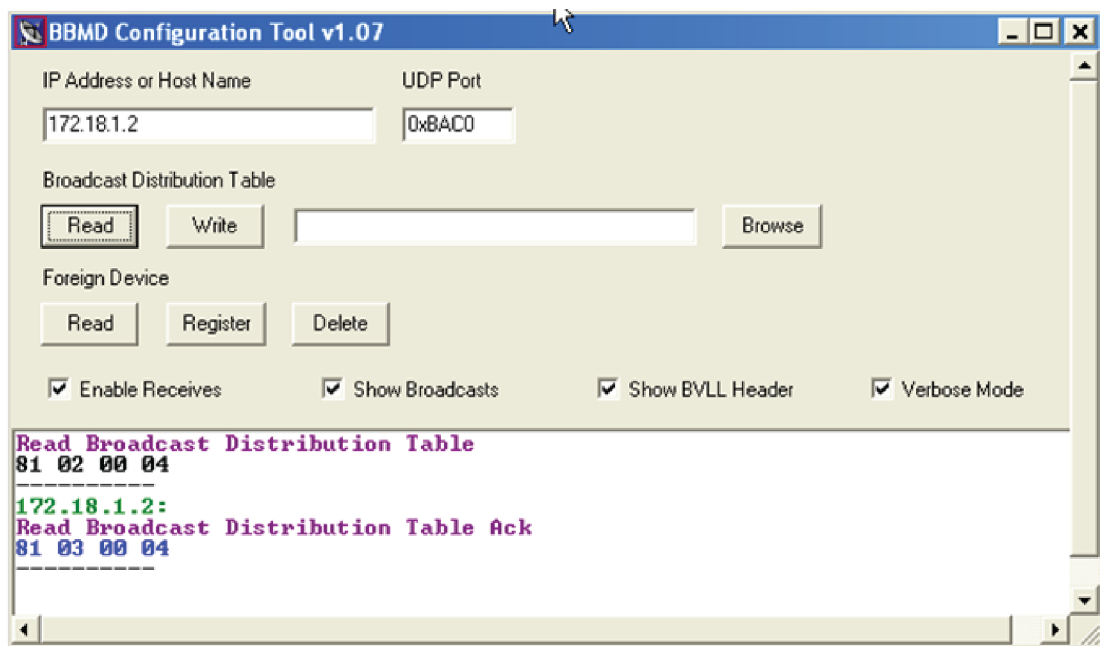 BBMD Configuration Tool v1.07
IP Address or Host Name UDP Port
172.18.1.2 0xBAC0
Broadcast Distribution Table
Read Write Browse
Foreign Device
Read Register Delete
Enable Receives Show Broadcasts Show BVLL Header Verbose Mode
Read Broadcast Distribution Table
81 02 00 04
----------
172.18.1.2:
Read Broadcast Distribution Table Ack
81 03 00 04
----------